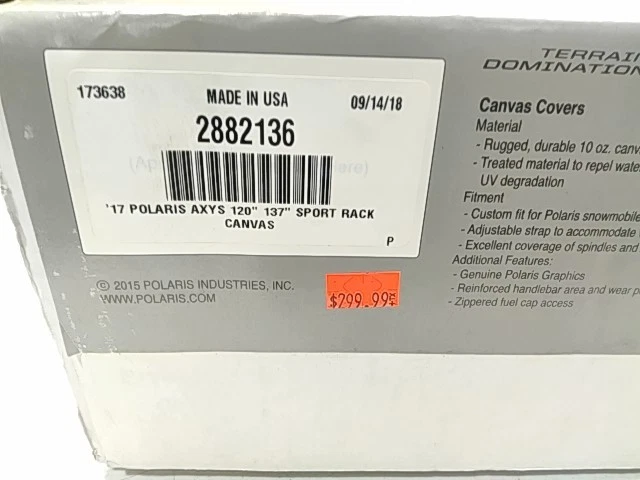 173638
MADE IN USA
09/14/18
2882136
'17 POLARIS AXYS 120" 137" SPORT RACK
CANVAS
P
© 2015 POLARIS INDUSTRIES, INC.
WWW.POLARIS.COM
$299.99
TERRAIN
DOMINATION
Canvas Covers
Material
- Rugged, durable 10 oz. canv
- Treated material to repel wate
UV degradation
Fitment
- Custom fit for Polaris snowmobile
- Adjustable strap to accommodate
- Excellent coverage of spindles and
Additional Features:
- Genuine Polaris Graphics
- Reinforced handlebar area and wear p
- Zippered fuel cap access